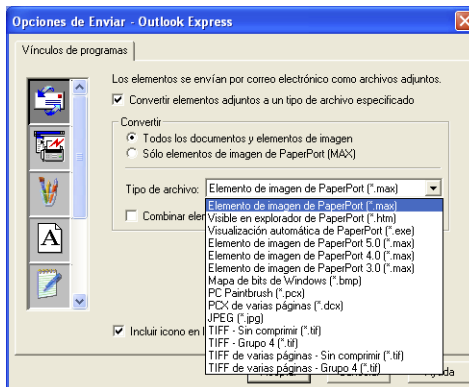 Opciones de Enviar - Outlook Express
Vínculos de programas
Los elementos se envían por correo electrónico como archivos adjuntos.
Convertir elementos adjuntos a un tipo de archivo especificado
Convertir
Todos los documentos y elementos de imagen
Sólo elementos de imagen de PaperPort (MAX)
Tipo de archivo: Elemento de imagen de PaperPort (*.max)
Elemento de imagen de PaperPort (*.max)
Combinar
Visible en explorador de PaperPort (*.htm)
Visualización automática de PaperPort (*.exe)
Elemento de imagen de PaperPort 5.0 (*.max)
Elemento de imagen de PaperPort 4.0 (*.max)
Elemento de imagen de PaperPort 3.0 (*.max)
Mapa de bits de Windows (*.bmp)
PC Paintbrush (*.pcx)
PCX de varias páginas (*.dcx)
JPEG (*.jpg)
TIFF - Sin comprimir (*.tif)
TIFF - Grupo 4 (*.tif)
Incluir icono en
TIFF de varias páginas - Sin comprimir (*.tif)
TIFF de varias páginas - Grupo 4 (*.tif)